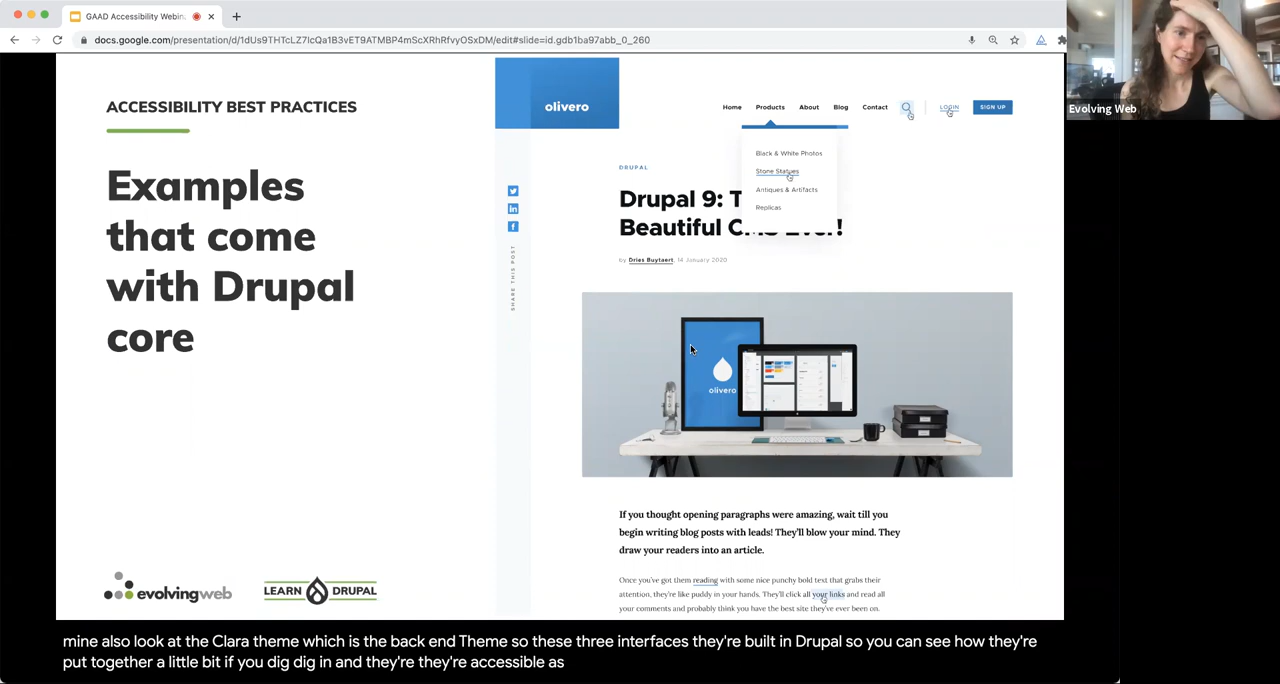 GAAD Accessibility Webin.
docs.google.com/presentation/d/1dUs9THTcLZ7lcQa1B3vET9ATMBP4mScXRhRfvyOSxDM/edit#slide=id.gdb1ba97abb_0_260
Evolving Web
ACCESSIBILITY BEST PRACTICES
Examples
that come
with Drupal
core
evolvingweb
LEARN DRUPAL
olivero
Home Products About Blog Contact LOGIN SIGN UP
Black & White Photos
Stone Statues
Antiques & Artifacts
Replicas
DRUPAL
Drupal 9: T
Beautiful CMS Ever!
by Dries Buytaert, 14 January 2020
SHARE THIS POST
olivero
If you thought opening paragraphs were amazing, wait till you
begin writing blog posts with leads! They'll blow your mind. They
draw your readers into an article.
Once you've got them reading with some nice punchy bold text that grabs their
attention, they're like puddy in your hands. They'll click all your links and read all
your comments and probably think you have the best site they've ever been on.
mine also look at the Clara theme which is the back end Theme so these three interfaces they're built in Drupal so you can see how they're
put together a little bit if you dig dig in and they're they're accessible as